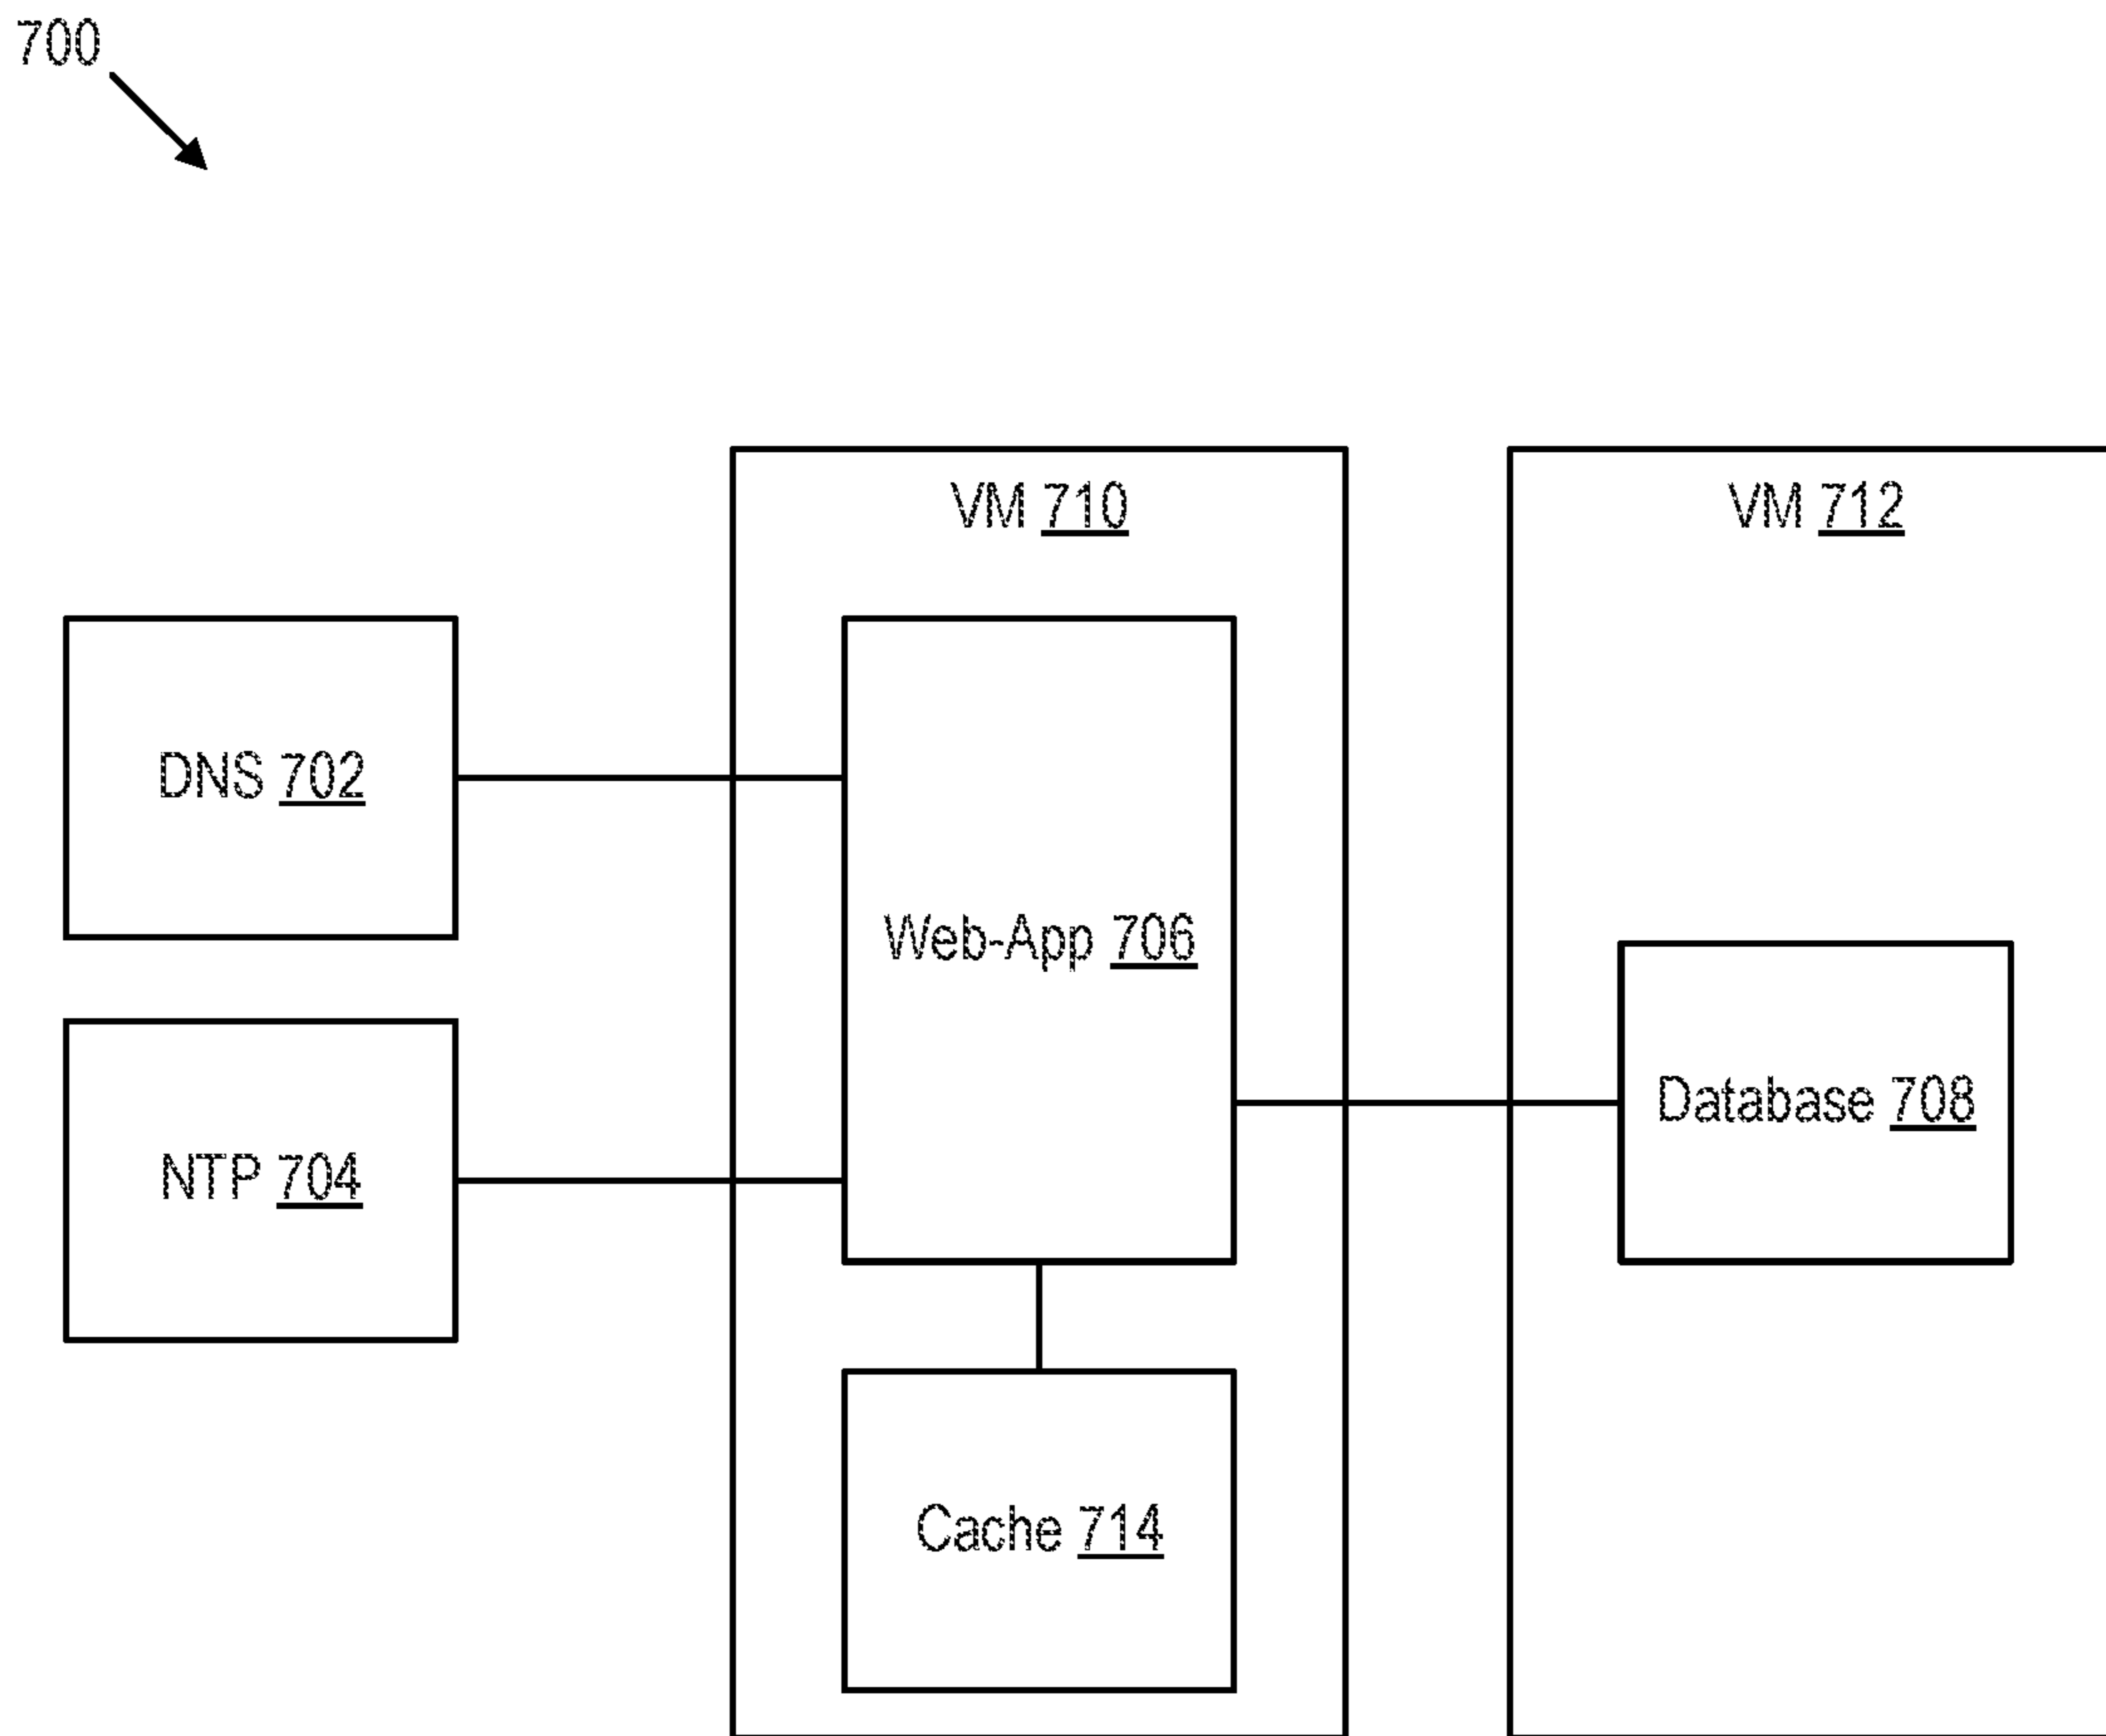 700
VM 710
VM 712
DNS 702
Web-App 706
Database 708
NTP 704
Cache 714